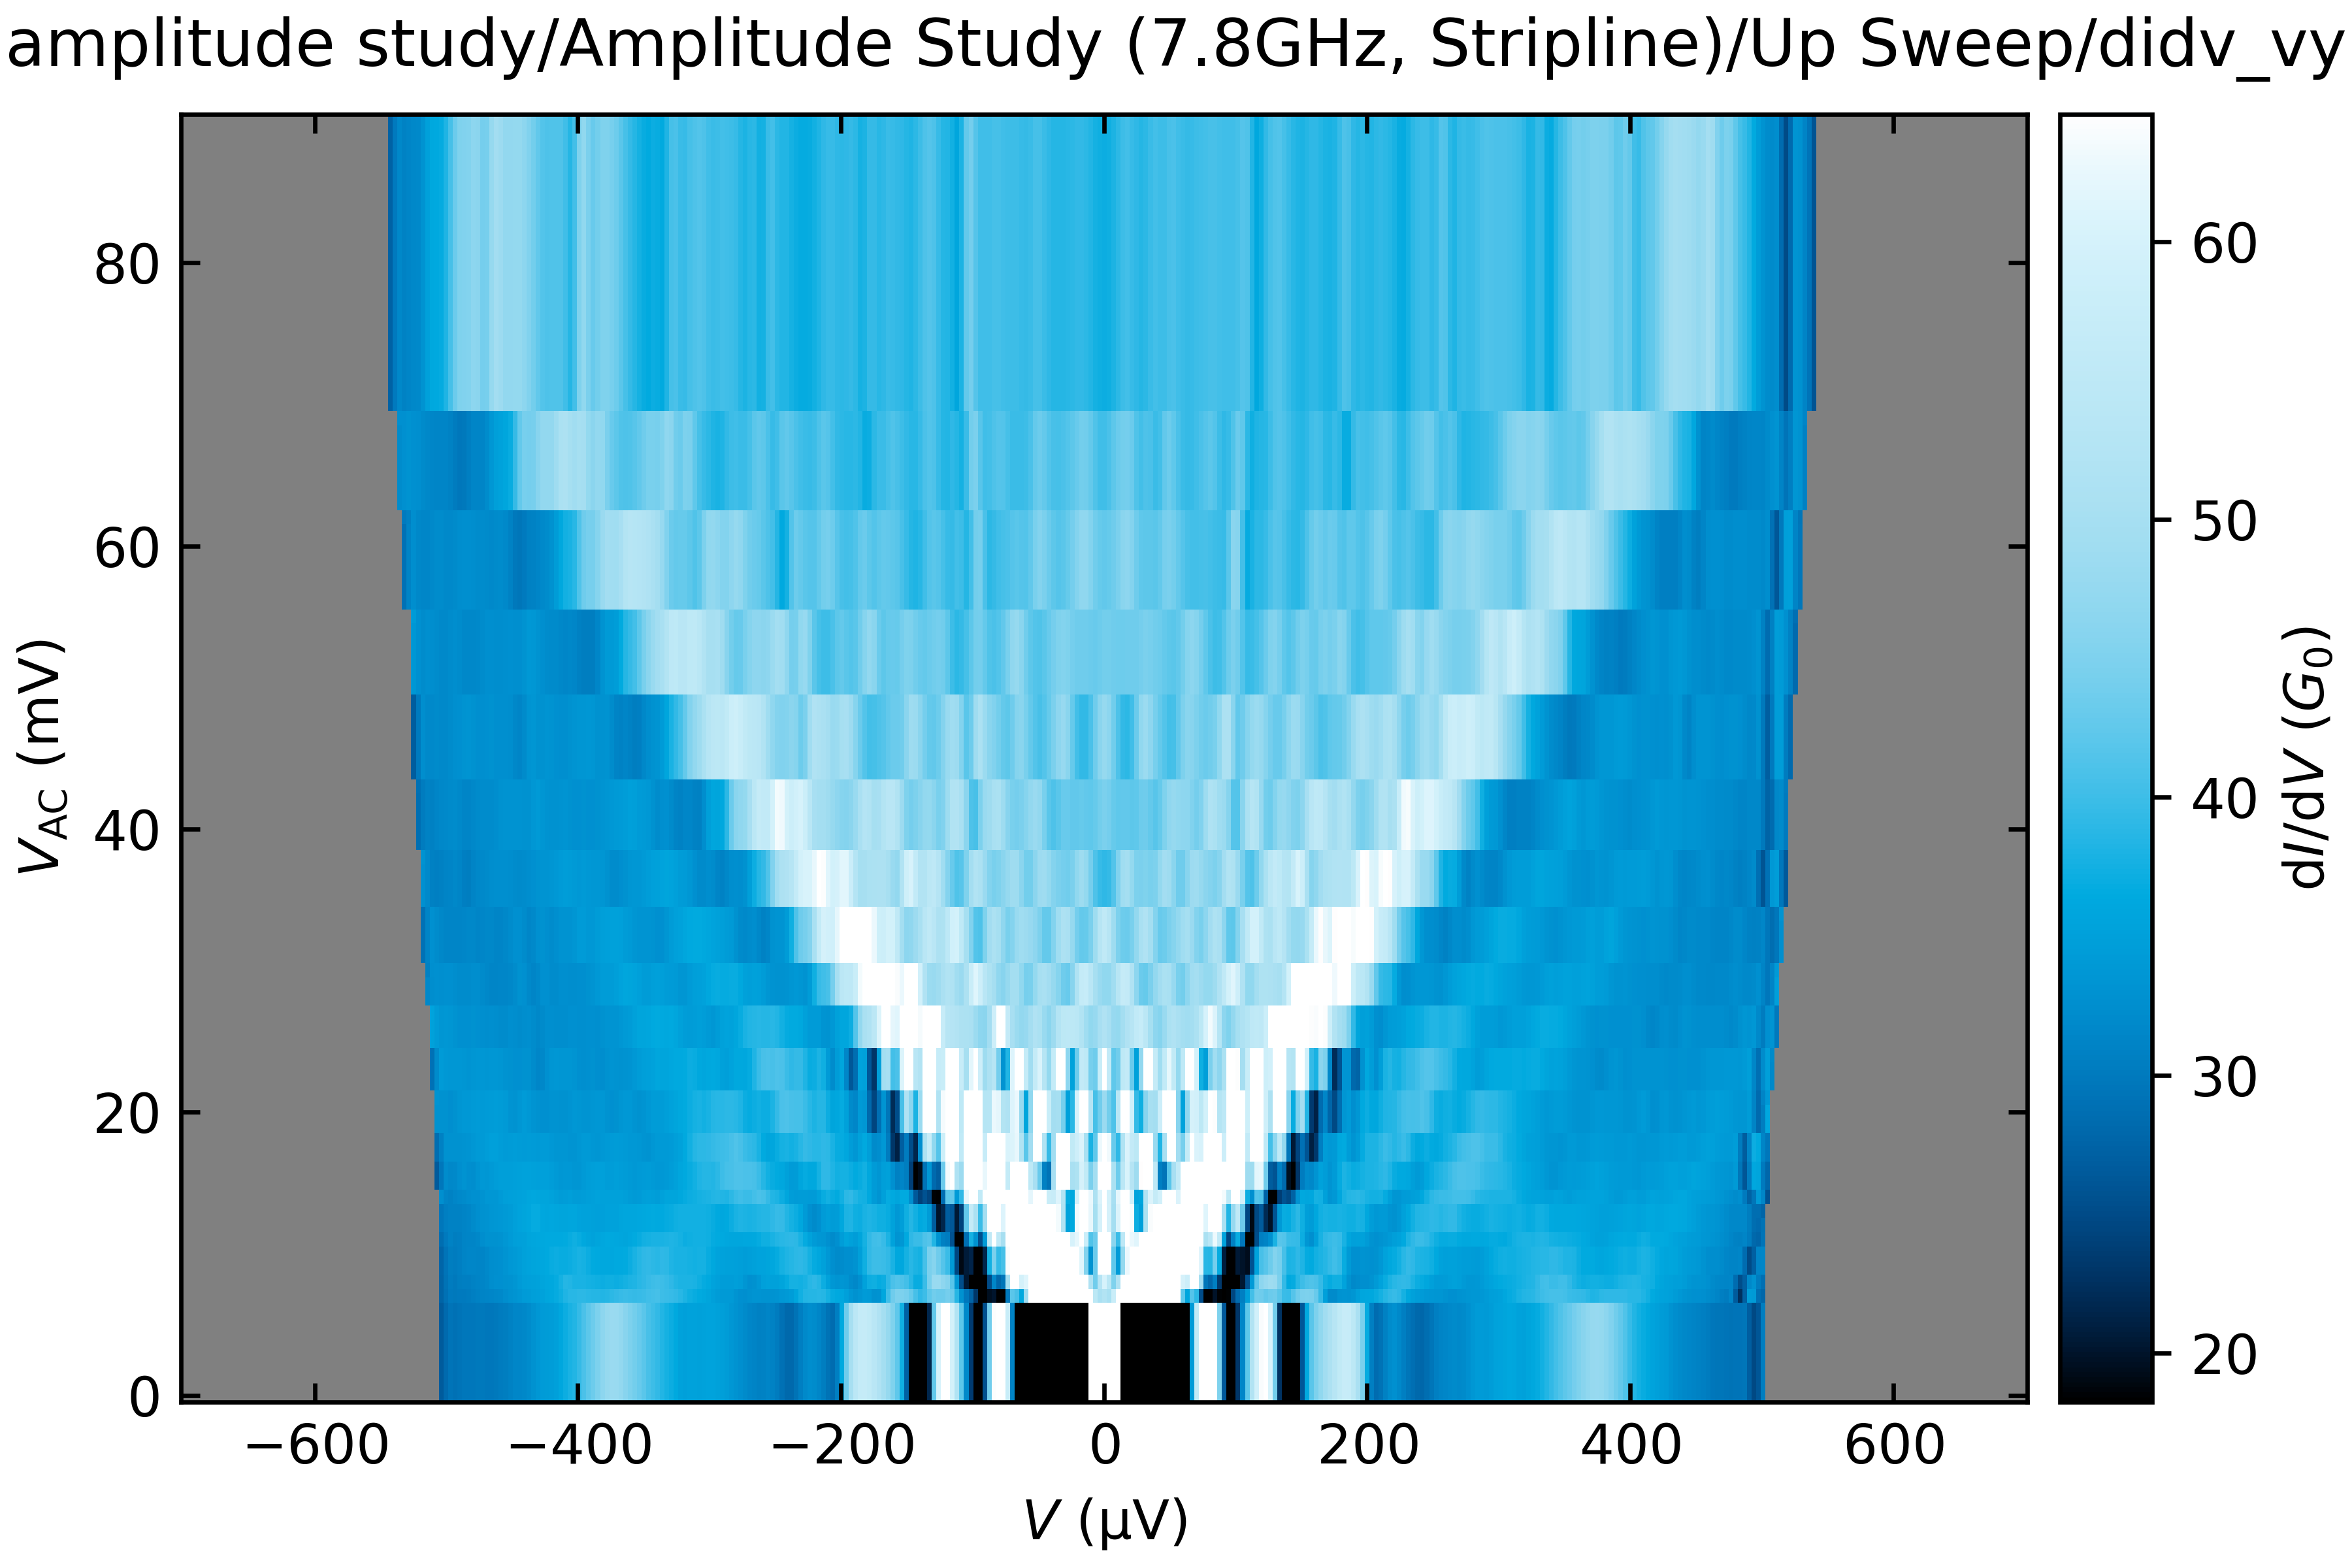 amplitude study/Amplitude Study (7.8GHz, Stripline)/Up Sweep/didv_vy
80
60
40
20
0
V_AC (mV)
−600 −400 −200 0 200 400 600
V (μV)
60
50
40
30
20
dI/dV (G₀)